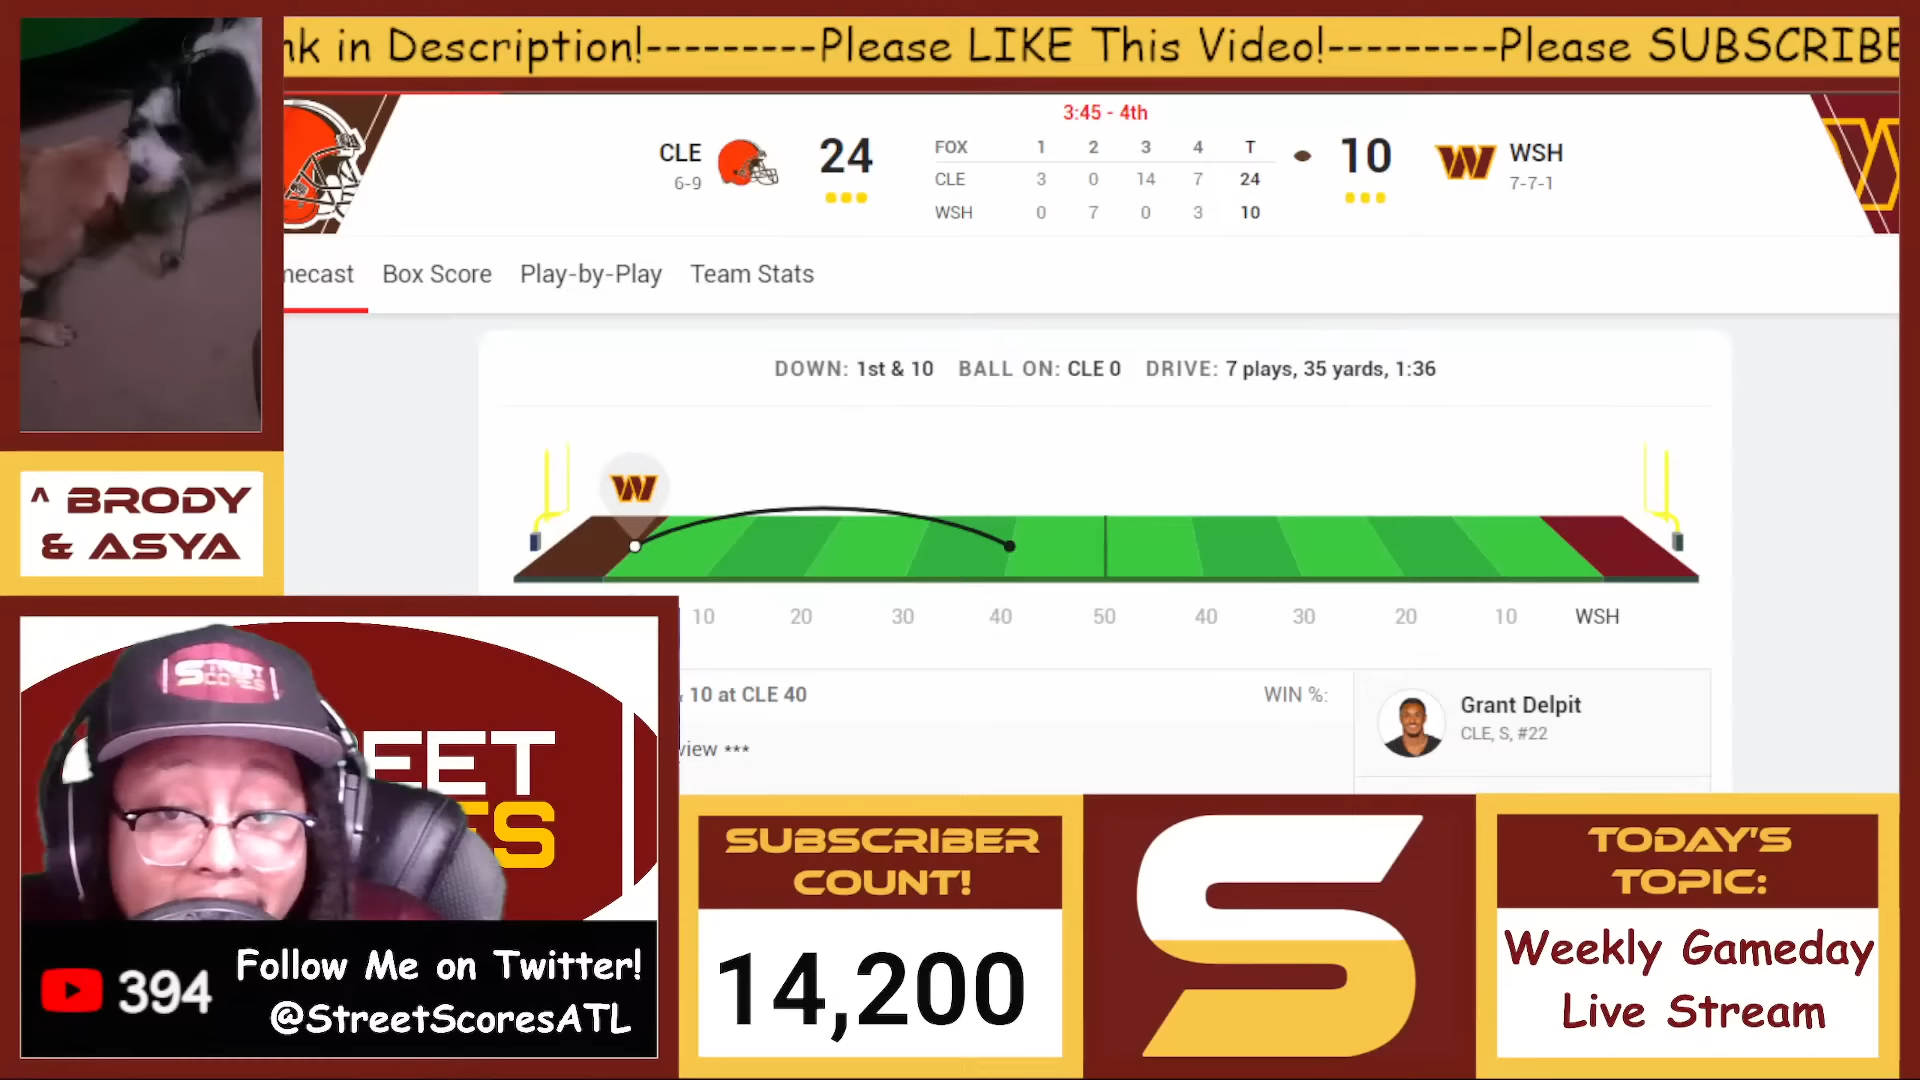 nk in Description!---------Please LIKE This Video!---------Please SUBSCRIBE
3:45 - 4th
CLE 24 FOX 1 2 3 4 T 10 WSH
6-9 CLE 3 0 14 7 24 7-7-1
WSH 0 7 0 3 10
necast Box Score Play-by-Play Team Stats
DOWN: 1st & 10 BALL ON: CLE 0 DRIVE: 7 plays, 35 yards, 1:36
W
10 20 30 40 50 40 30 20 10 WSH
10 at CLE 40 WIN %:
view ***
Grant Delpit
CLE, S, #22
^ BRODY
& ASYA
STREET
SCORES
EET
ES
394
Follow Me on Twitter!
@StreetScoresATL
SUBSCRIBER
COUNT!
14,200
S
TODAY'S
TOPIC:
Weekly Gameday
Live Stream